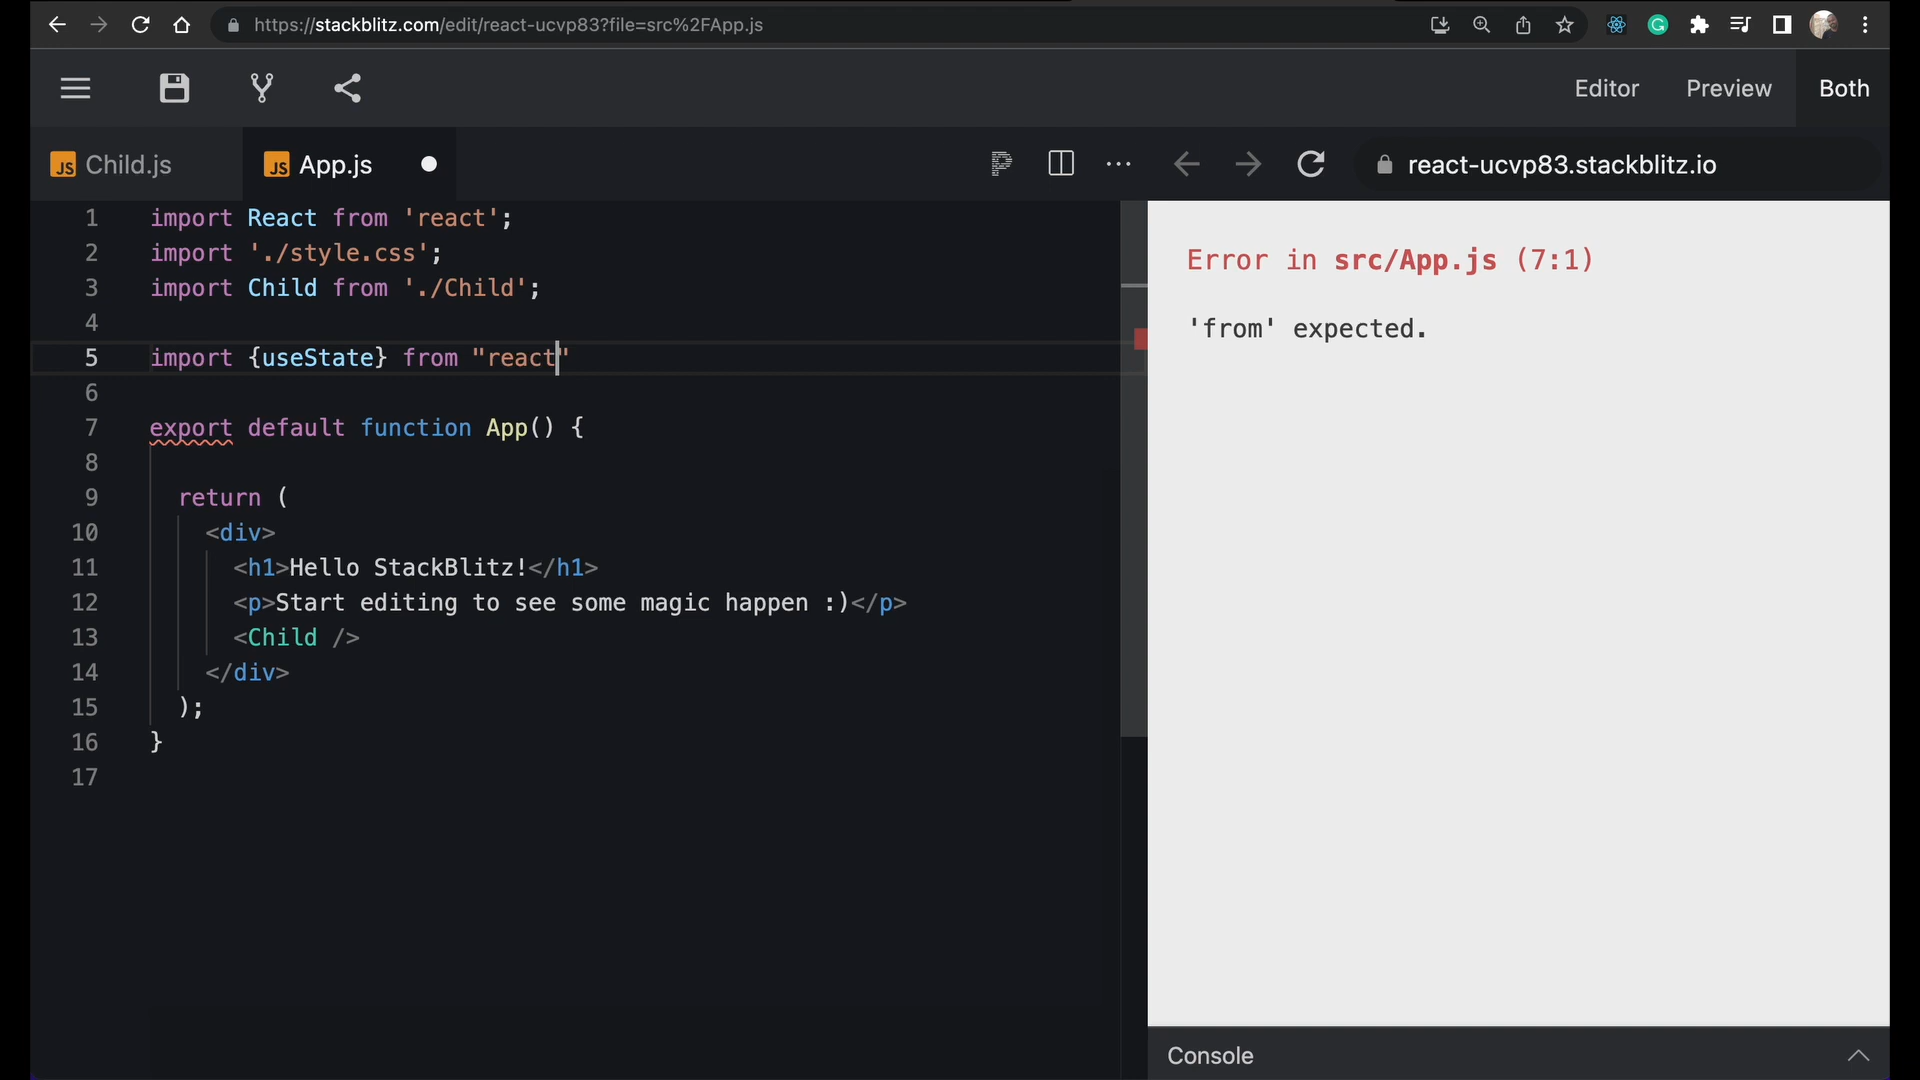 https://stackblitz.com/edit/react-ucvp83?file=src%2FApp.js
Editor Preview Both
JS Child.js JS App.js react-ucvp83.stackblitz.io
1 import React from 'react';
2 import './style.css';
3 import Child from './Child';
4
5 import {useState} from "react"
6
7 export default function App() {
8
9 return (
10 <div>
11 <h1>Hello StackBlitz!</h1>
12 <p>Start editing to see some magic happen :)</p>
13 <Child />
14 </div>
15 );
16 }
17
Error in src/App.js (7:1)
'from' expected.
Console